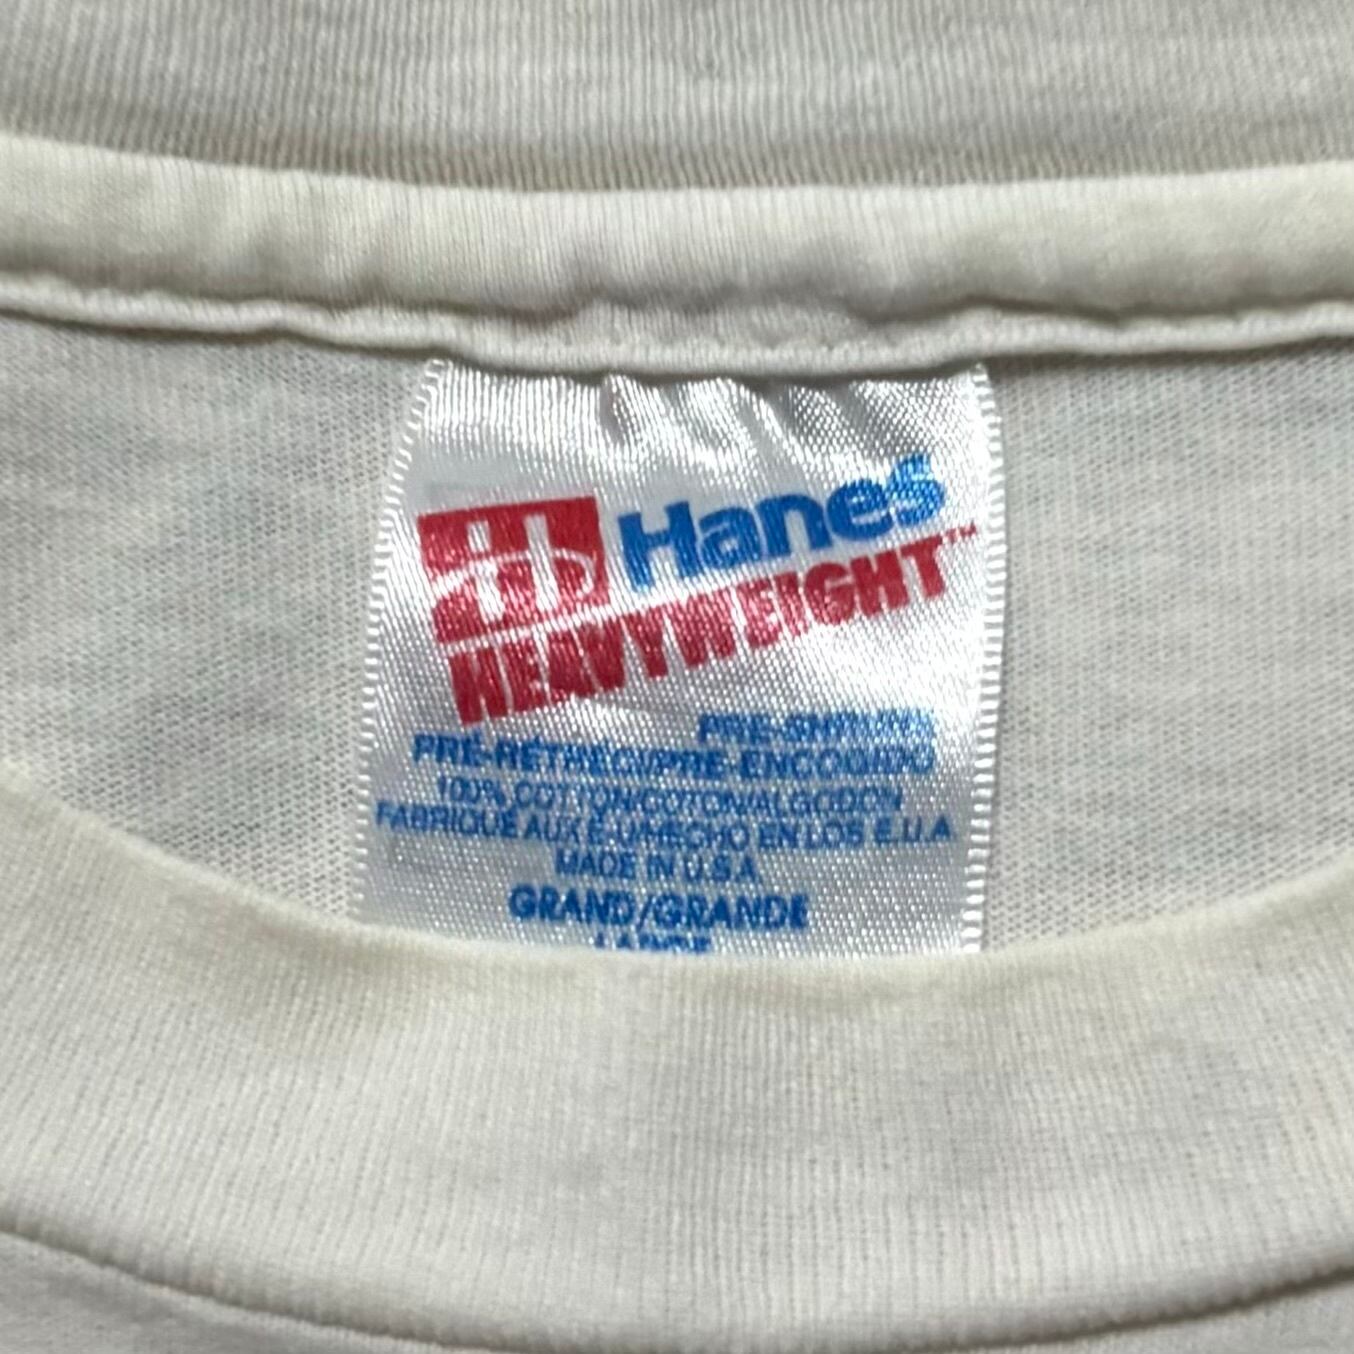 Hanes
HEAVYWEIGHT™
PRE-SHRUNK
PRÉ-RÉTRÉCI/PRE-ENCOGIDO
100% COTTON/COTON/ALGODON
FABRIQUÉ AUX É.-U/HECHO EN LOS E.U.A
MADE IN U.S.A
GRAND/GRANDE
LARGE